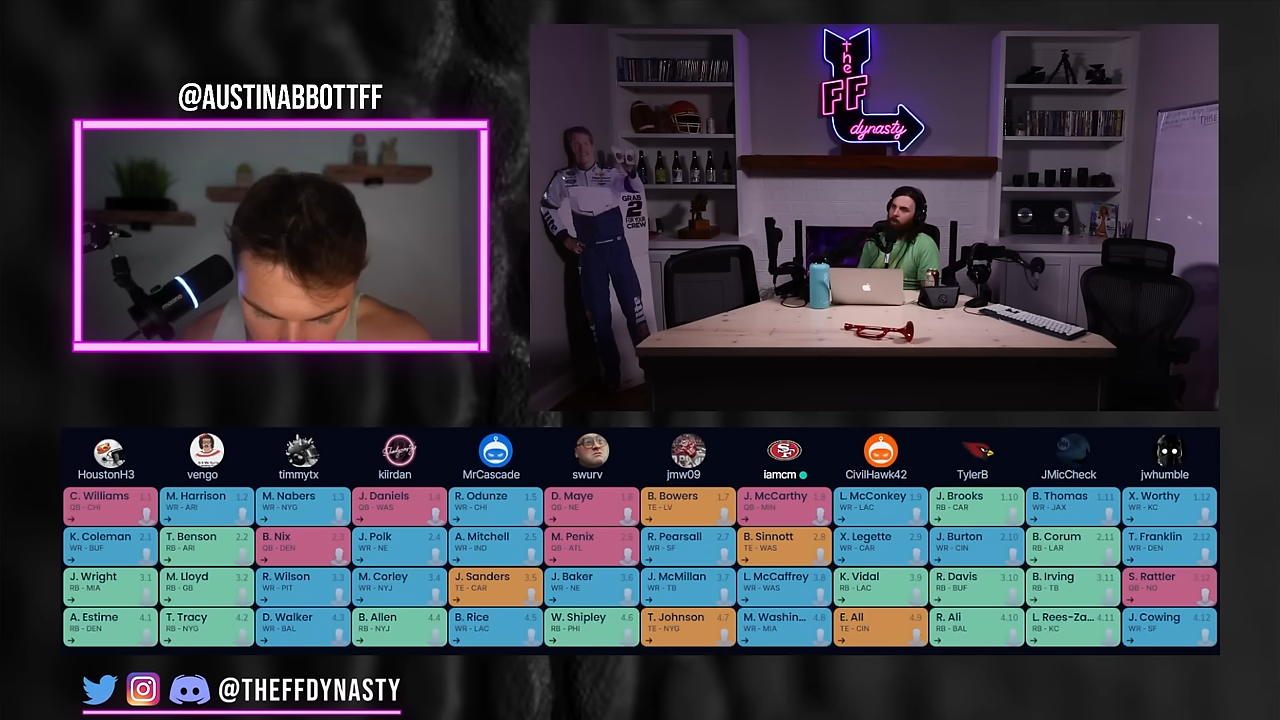 @AUSTINABBOTTFF
the
FF
dynasty
GRAB
2
FOR YOUR
CREW
lite
HoustonH3 vengo timmytx kiirdan MrCascade swurv jmw09 iamcm CivilHawk42 TylerB JMicCheck jwhumble
C. Williams 1.1 M. Harrison 1.2 M. Nabers 1.3 J. Daniels 1.4 R. Odunze 1.5 D. Maye 1.6 B. Bowers 1.7 J. McCarthy 1.8 L. McConkey 1.9 J. Brooks 1.10 B. Thomas 1.11 X. Worthy 1.12
QB - CHI WR - ARI WR - NYG QB - WAS WR - CHI QB - NE TE - LV QB - MIN WR - LAC RB - CAR WR - JAX WR - KC
K. Coleman 2.1 T. Benson 2.2 B. Nix 2.3 J. Polk 2.4 A. Mitchell 2.5 M. Penix 2.6 R. Pearsall 2.7 B. Sinnott 2.8 X. Legette 2.9 J. Burton 2.10 B. Corum 2.11 T. Franklin 2.12
WR - BUF RB - ARI QB - DEN WR - NE WR - IND QB - ATL WR - SF TE - WAS WR - CAR WR - CIN RB - LAR WR - DEN
J. Wright 3.1 M. Lloyd 3.2 R. Wilson 3.3 M. Corley 3.4 J. Sanders 3.5 J. Baker 3.6 J. McMillan 3.7 L. McCaffrey 3.8 K. Vidal 3.9 R. Davis 3.10 B. Irving 3.11 S. Rattler 3.12
RB - MIA RB - GB WR - PIT WR - NYJ TE - CAR WR - NE WR - TB WR - WAS RB - LAC RB - BUF RB - TB QB - NO
A. Estime 4.1 T. Tracy 4.2 D. Walker 4.3 B. Allen 4.4 B. Rice 4.5 W. Shipley 4.6 T. Johnson 4.7 M. Washin... 4.8 E. All 4.9 R. Ali 4.10 L. Rees-Za... 4.11 J. Cowing 4.12
RB - DEN RB - NYG WR - BAL RB - NYJ WR - LAC RB - PHI TE - NYG WR - MIA TE - CIN RB - BAL RB - KC WR - SF
@THEFFDYNASTY